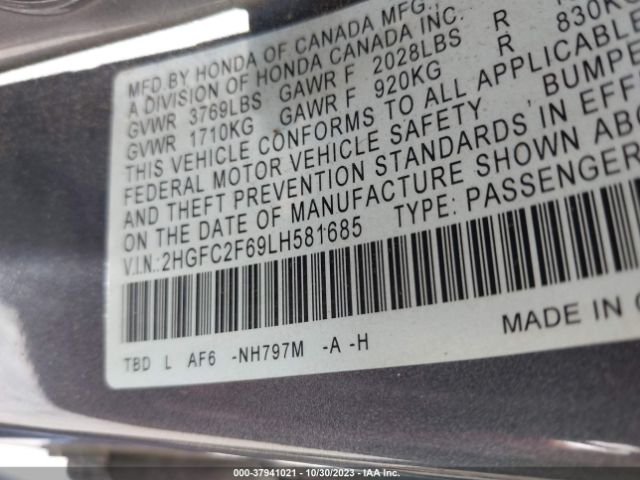 MFD.BY HONDA OF CANADA MFG.,
A DIVISION OF HONDA CANADA INC.
GVWR 3769LBS GAWR F 2028LBS R
GVWR 1710KG GAWR F 920KG R 830KG
THIS VEHICLE CONFORMS TO ALL APPLICABLE
FEDERAL MOTOR VEHICLE SAFETY, BUMPE
AND THEFT PREVENTION STANDARDS IN EFF
ON THE DATE OF MANUFACTURE SHOWN ABO
V.I.N.: 2HGFC2F69LH581685 TYPE: PASSENGER
TBD L AF6 -NH797M -A -H MADE IN
000-37941021 - 10/30/2023 - IAA Inc.